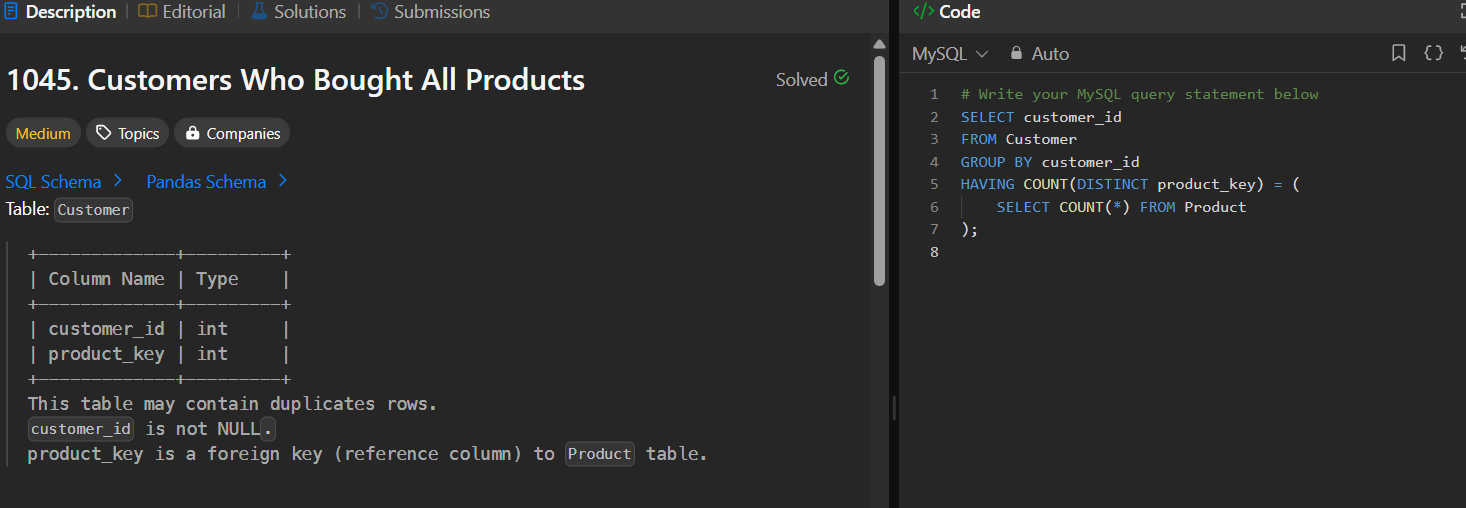 Description | Editorial | Solutions | Submissions
1045. Customers Who Bought All Products
Solved
Medium Topics Companies
SQL Schema > Pandas Schema >
Table: Customer
+-------------+---------+
| Column Name | Type    |
+-------------+---------+
| customer_id | int     |
| product_key | int     |
+-------------+---------+
This table may contain duplicates rows.
customer_id is not NULL.
product_key is a foreign key (reference column) to Product table.
</> Code
MySQL Auto
1 # Write your MySQL query statement below
2 SELECT customer_id
3 FROM Customer
4 GROUP BY customer_id
5 HAVING COUNT(DISTINCT product_key) = (
6     SELECT COUNT(*) FROM Product
7 );
8